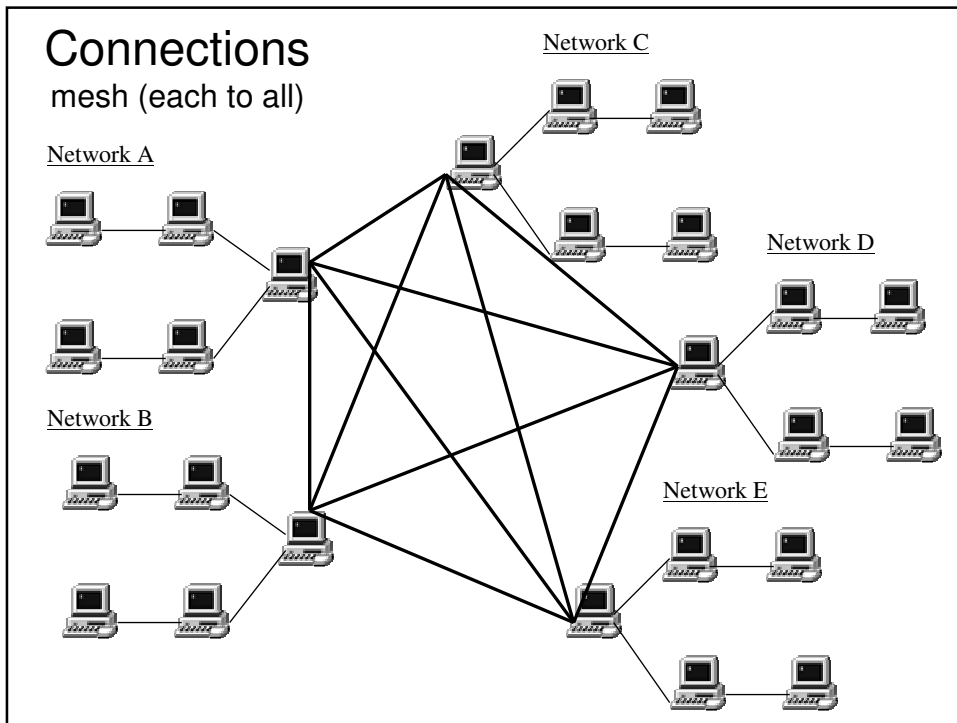 Connections
mesh (each to all)
Network C
Network A
Network D
Network B
Network E